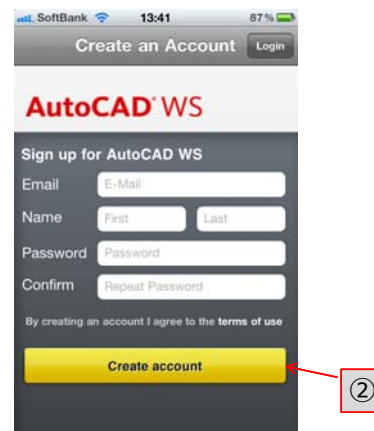 SoftBank 13:41 87%
Create an Account Login
AutoCAD® WS
Sign up for AutoCAD WS
Email E-Mail
Name First Last
Password Password
Confirm Repeat Password
By creating an account I agree to the terms of use
Create account
②